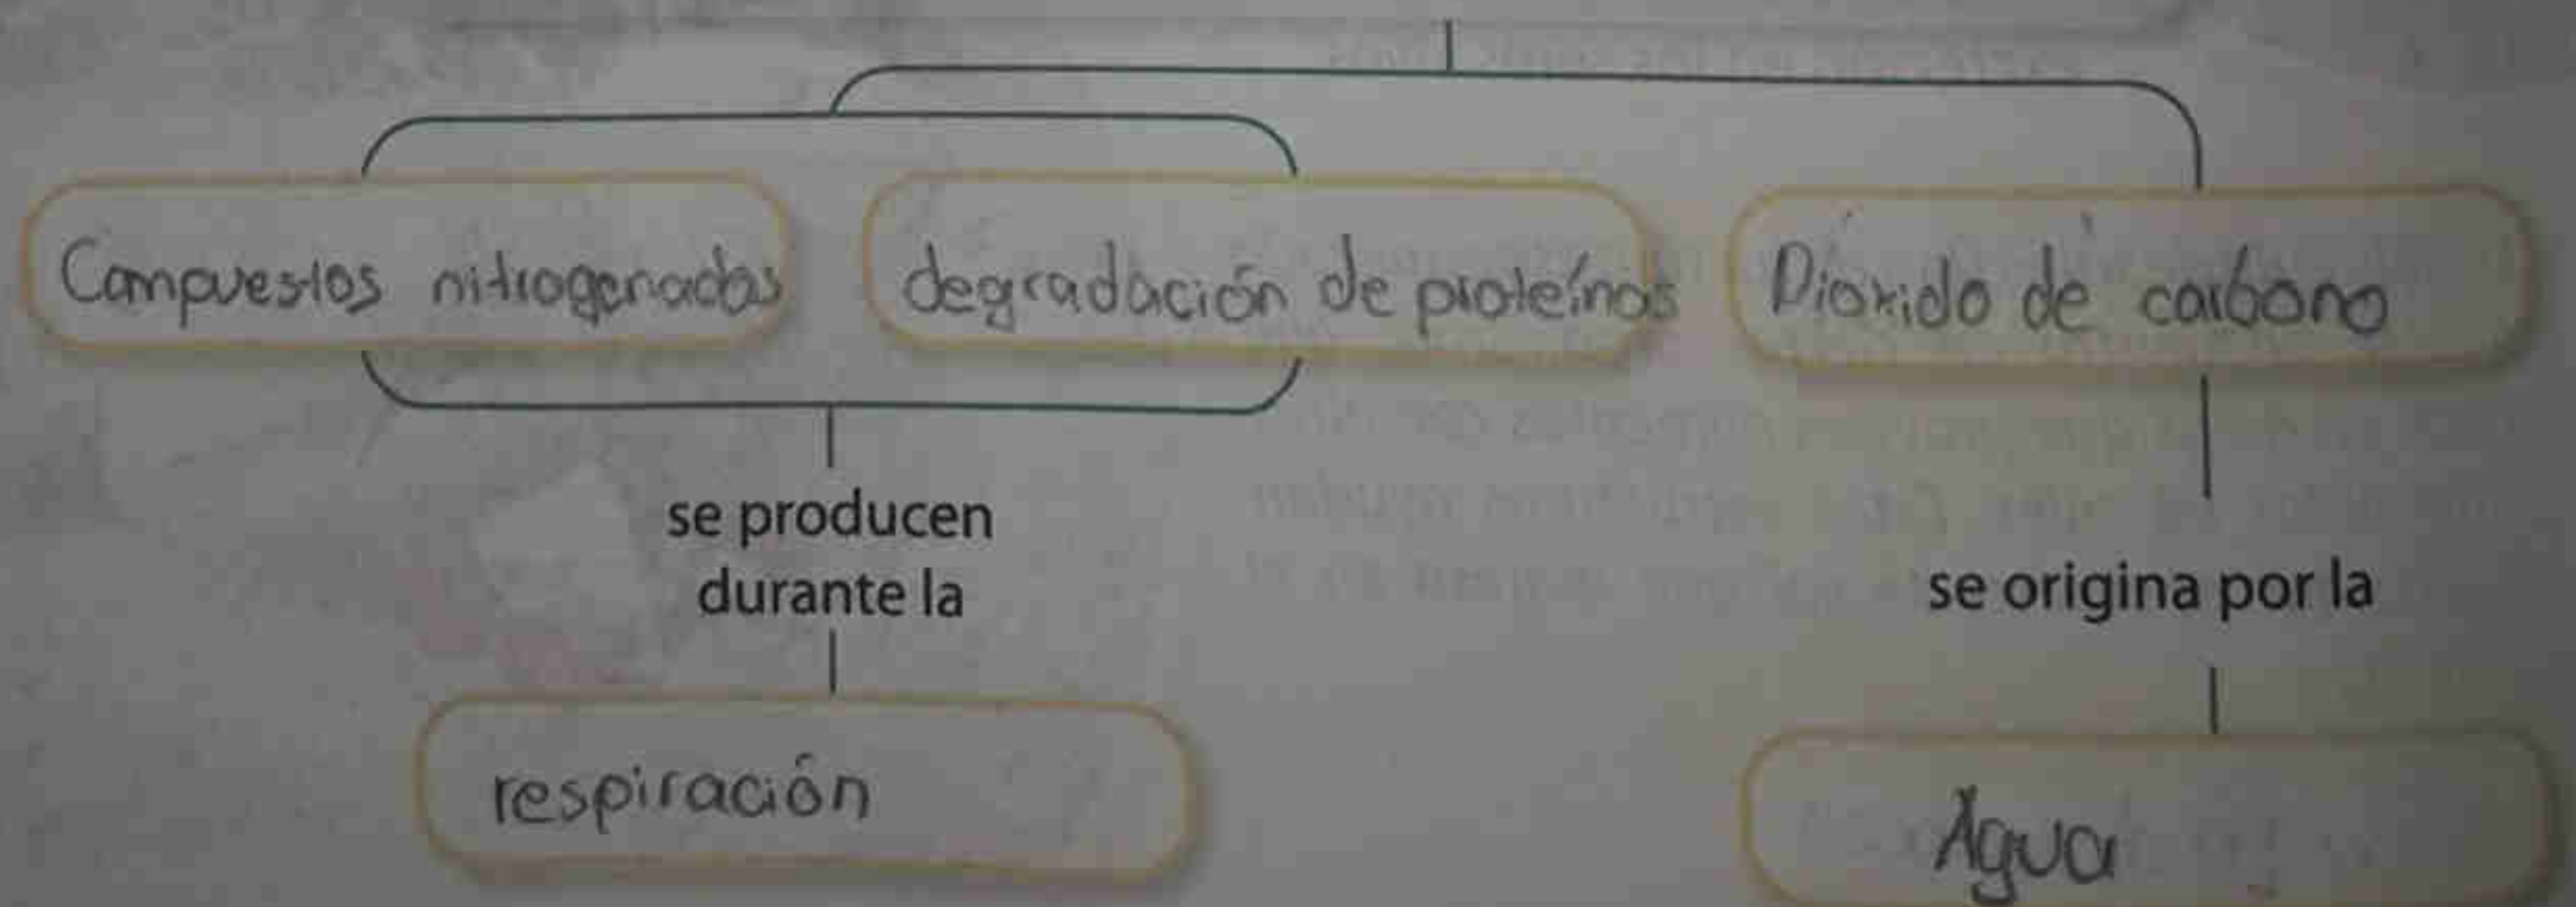 Compuestos nitrogenados
degradación de proteínas
Dioxido de carbono
se producen
durante la
se origina por la
respiración
Agua